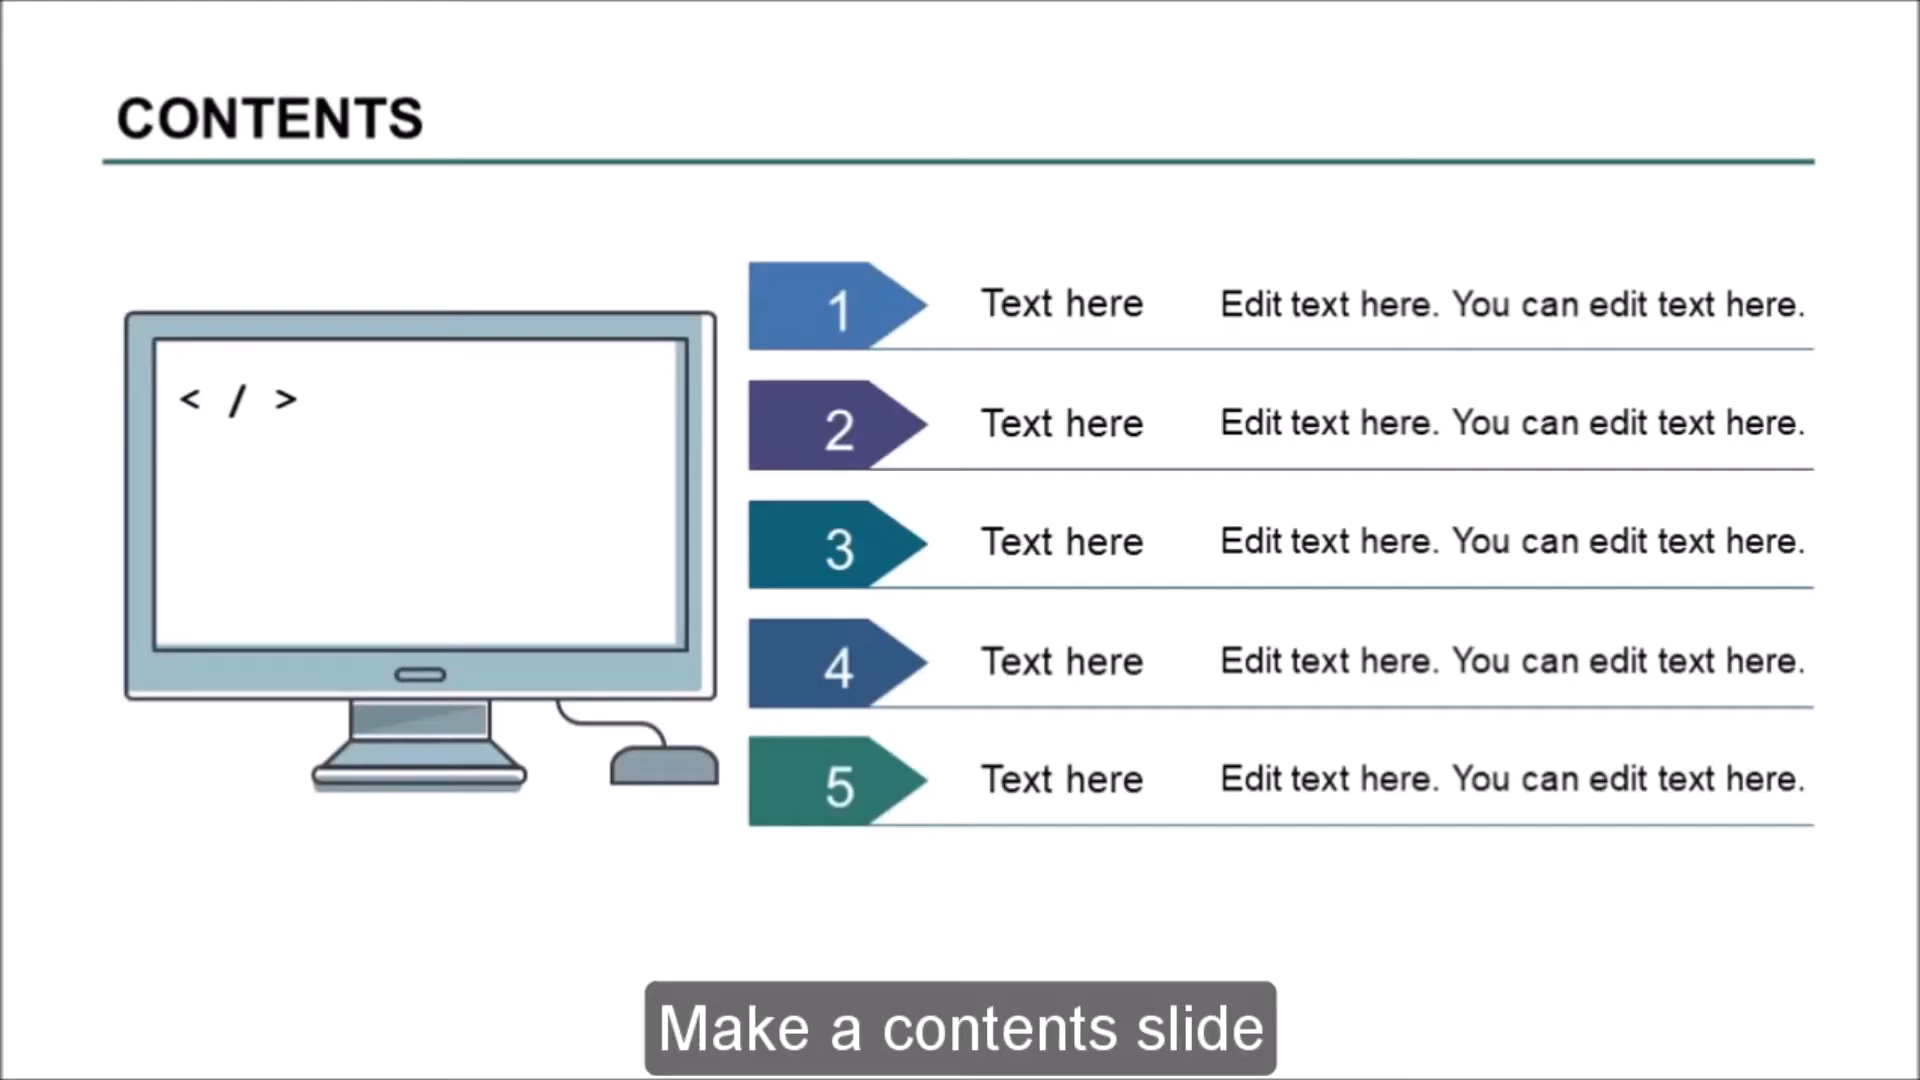 CONTENTS
< / >
1 Text here Edit text here. You can edit text here.
2 Text here Edit text here. You can edit text here.
3 Text here Edit text here. You can edit text here.
4 Text here Edit text here. You can edit text here.
5 Text here Edit text here. You can edit text here.
Make a contents slide